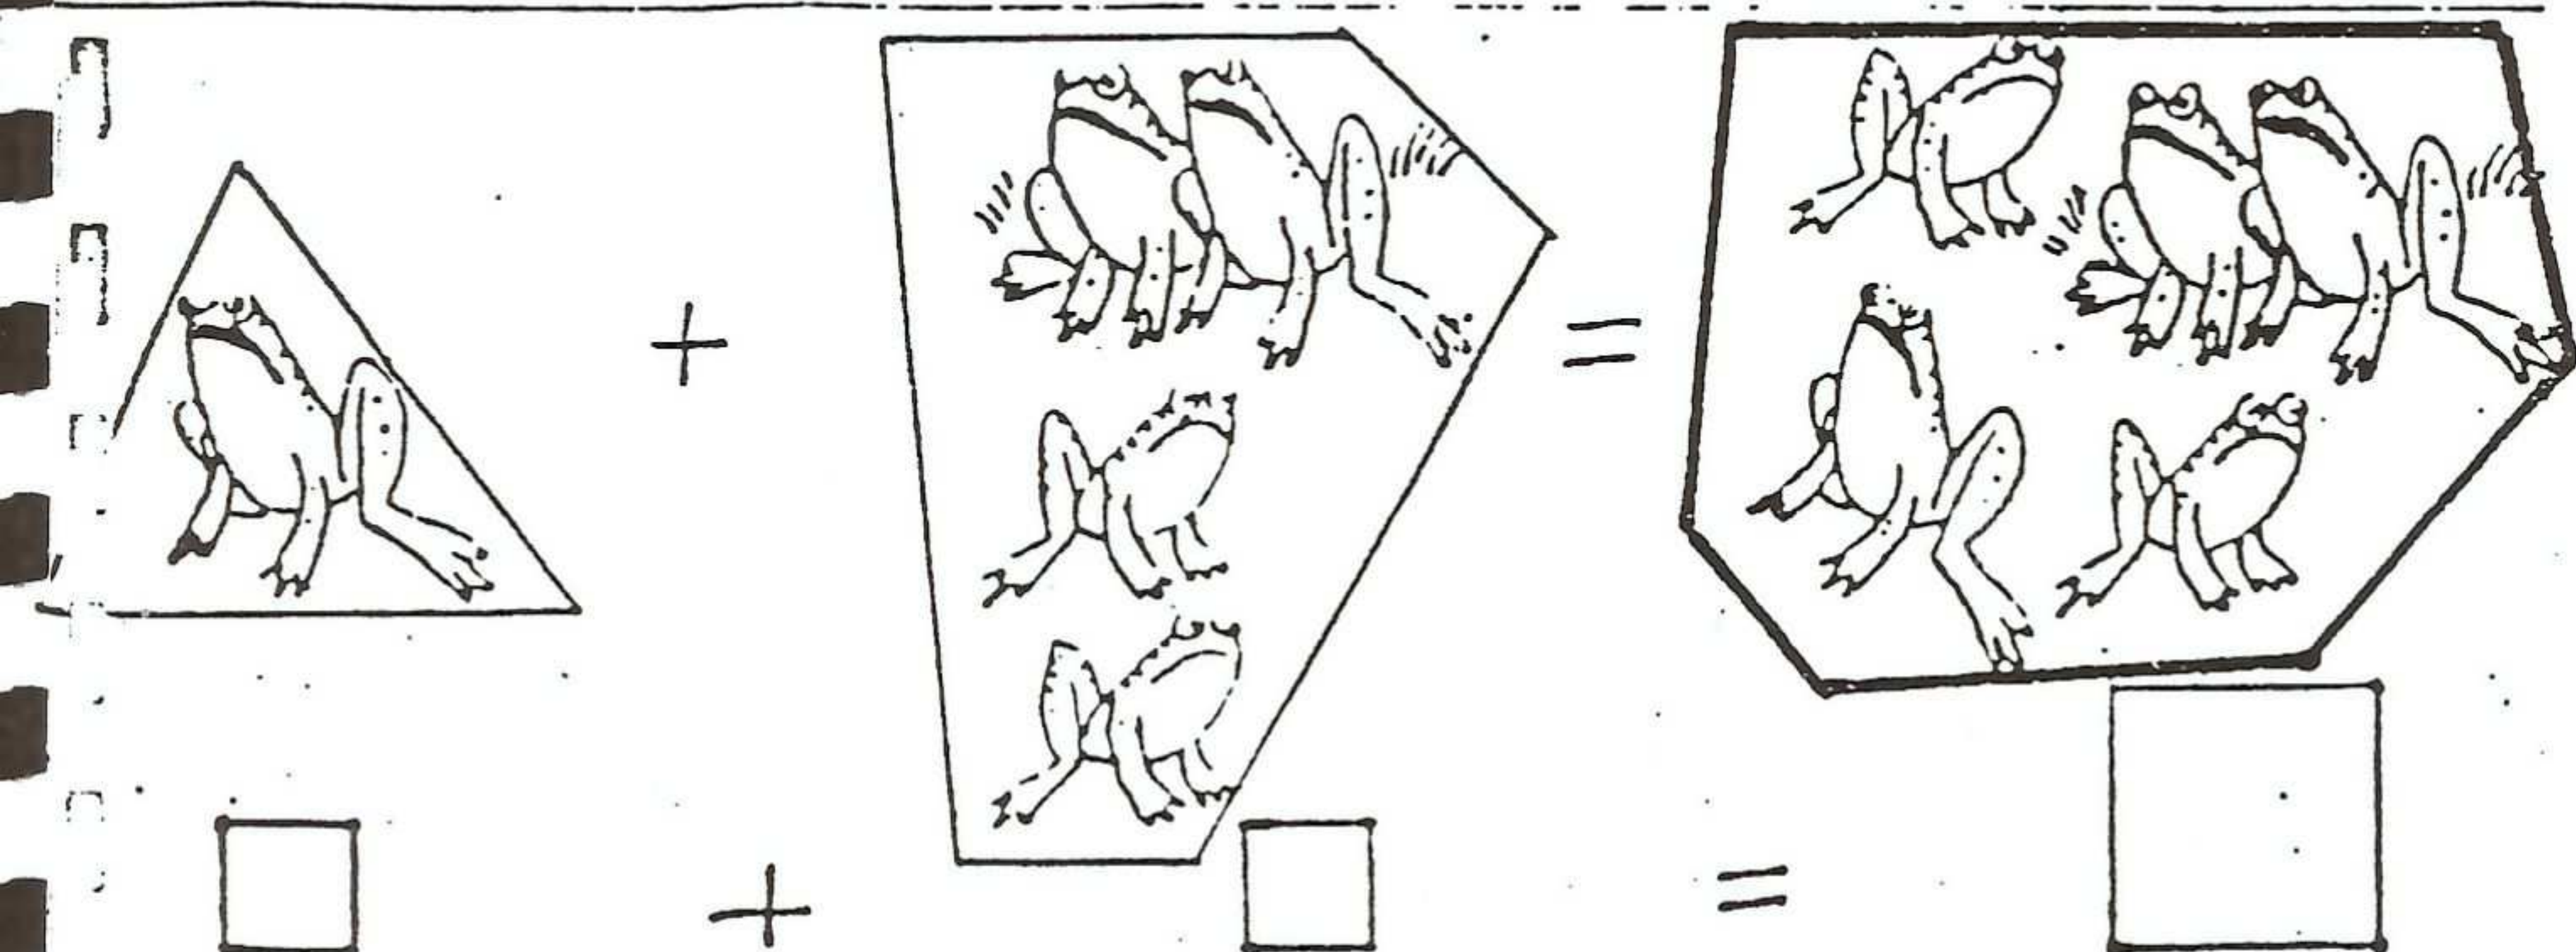 + =
+ =